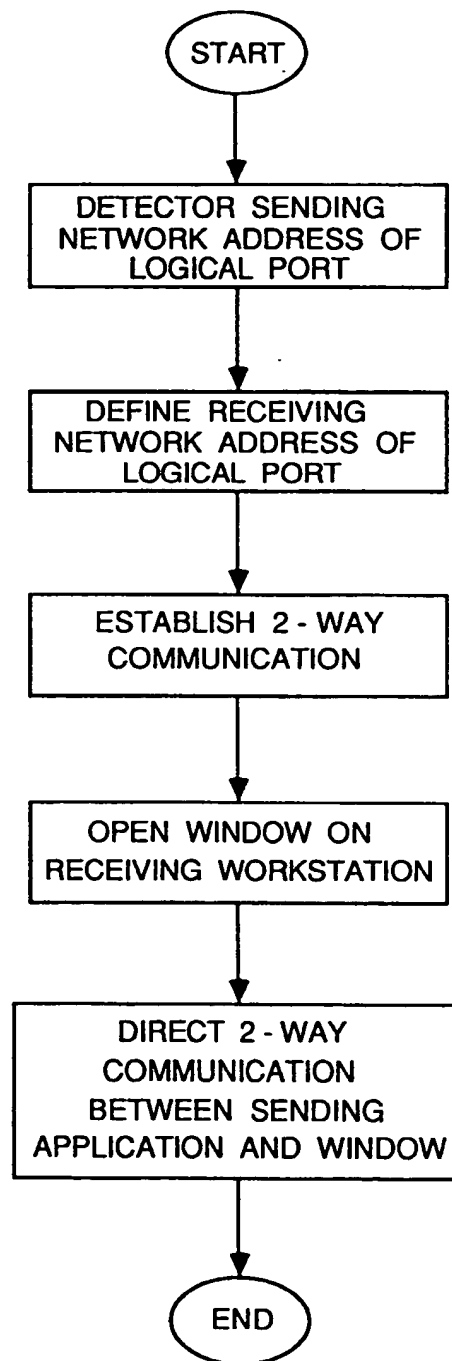 START
DETECTOR SENDING
NETWORK ADDRESS OF
LOGICAL PORT
DEFINE RECEIVING
NETWORK ADDRESS OF
LOGICAL PORT
ESTABLISH 2 - WAY
COMMUNICATION
OPEN WINDOW ON
RECEIVING WORKSTATION
DIRECT 2 - WAY
COMMUNICATION
BETWEEN SENDING
APPLICATION AND WINDOW
END